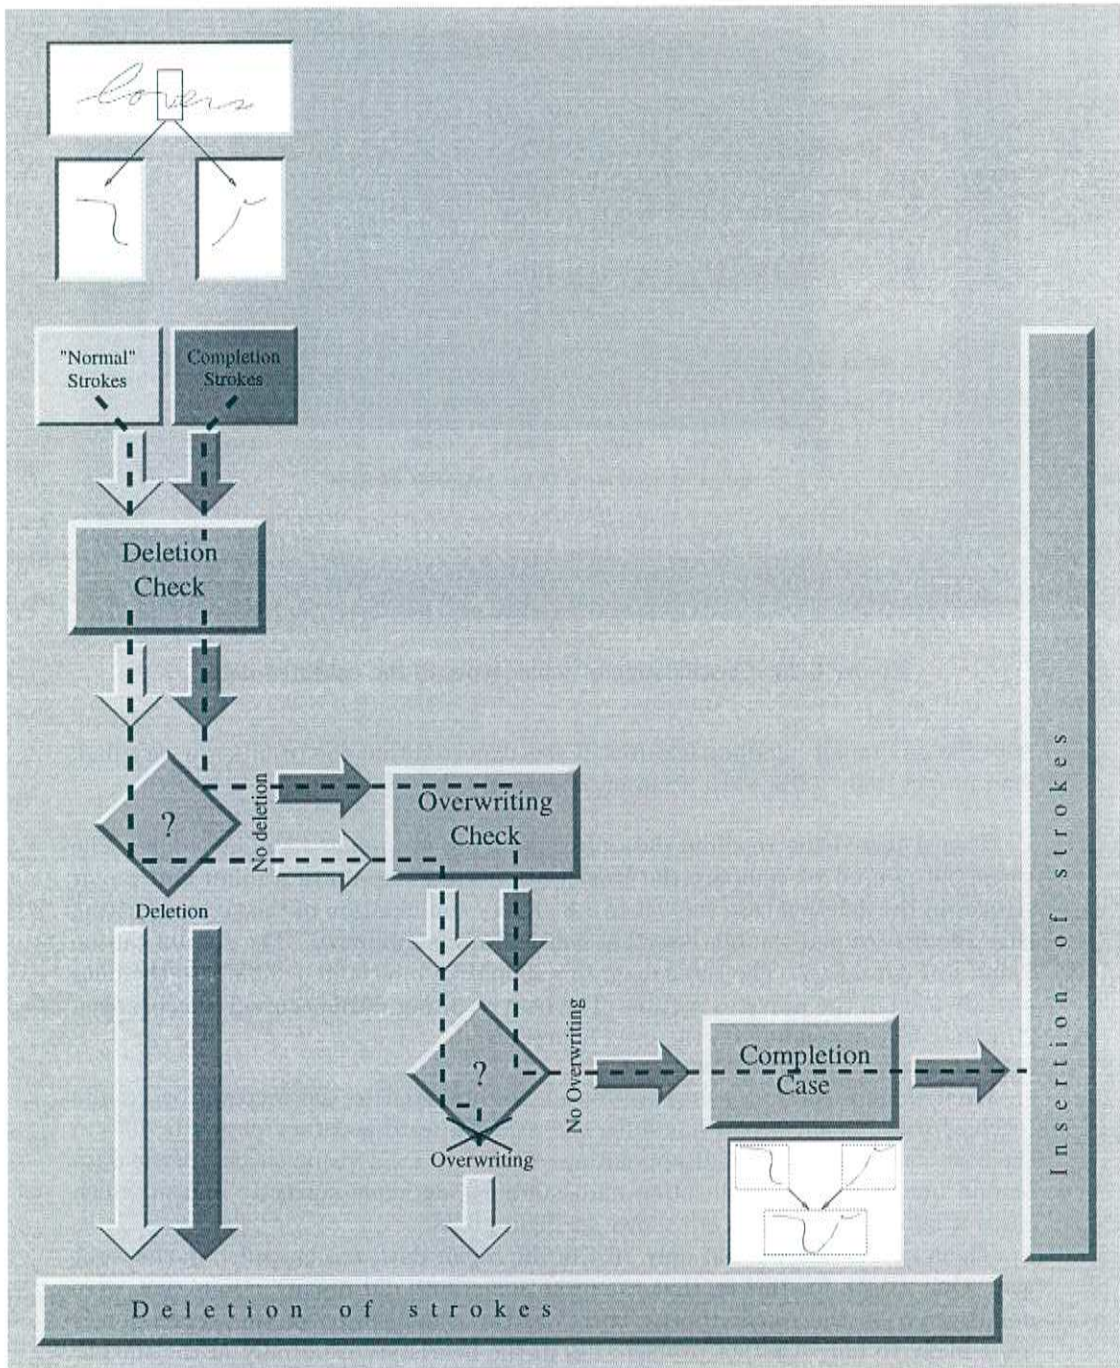 lovers
"Normal"
Strokes
Completion
Strokes
Deletion
Check
?
No deletion
Overwriting
Check
Deletion
?
No Overwriting
Completion
Case
Overwriting
Insertion of strokes
Deletion of strokes